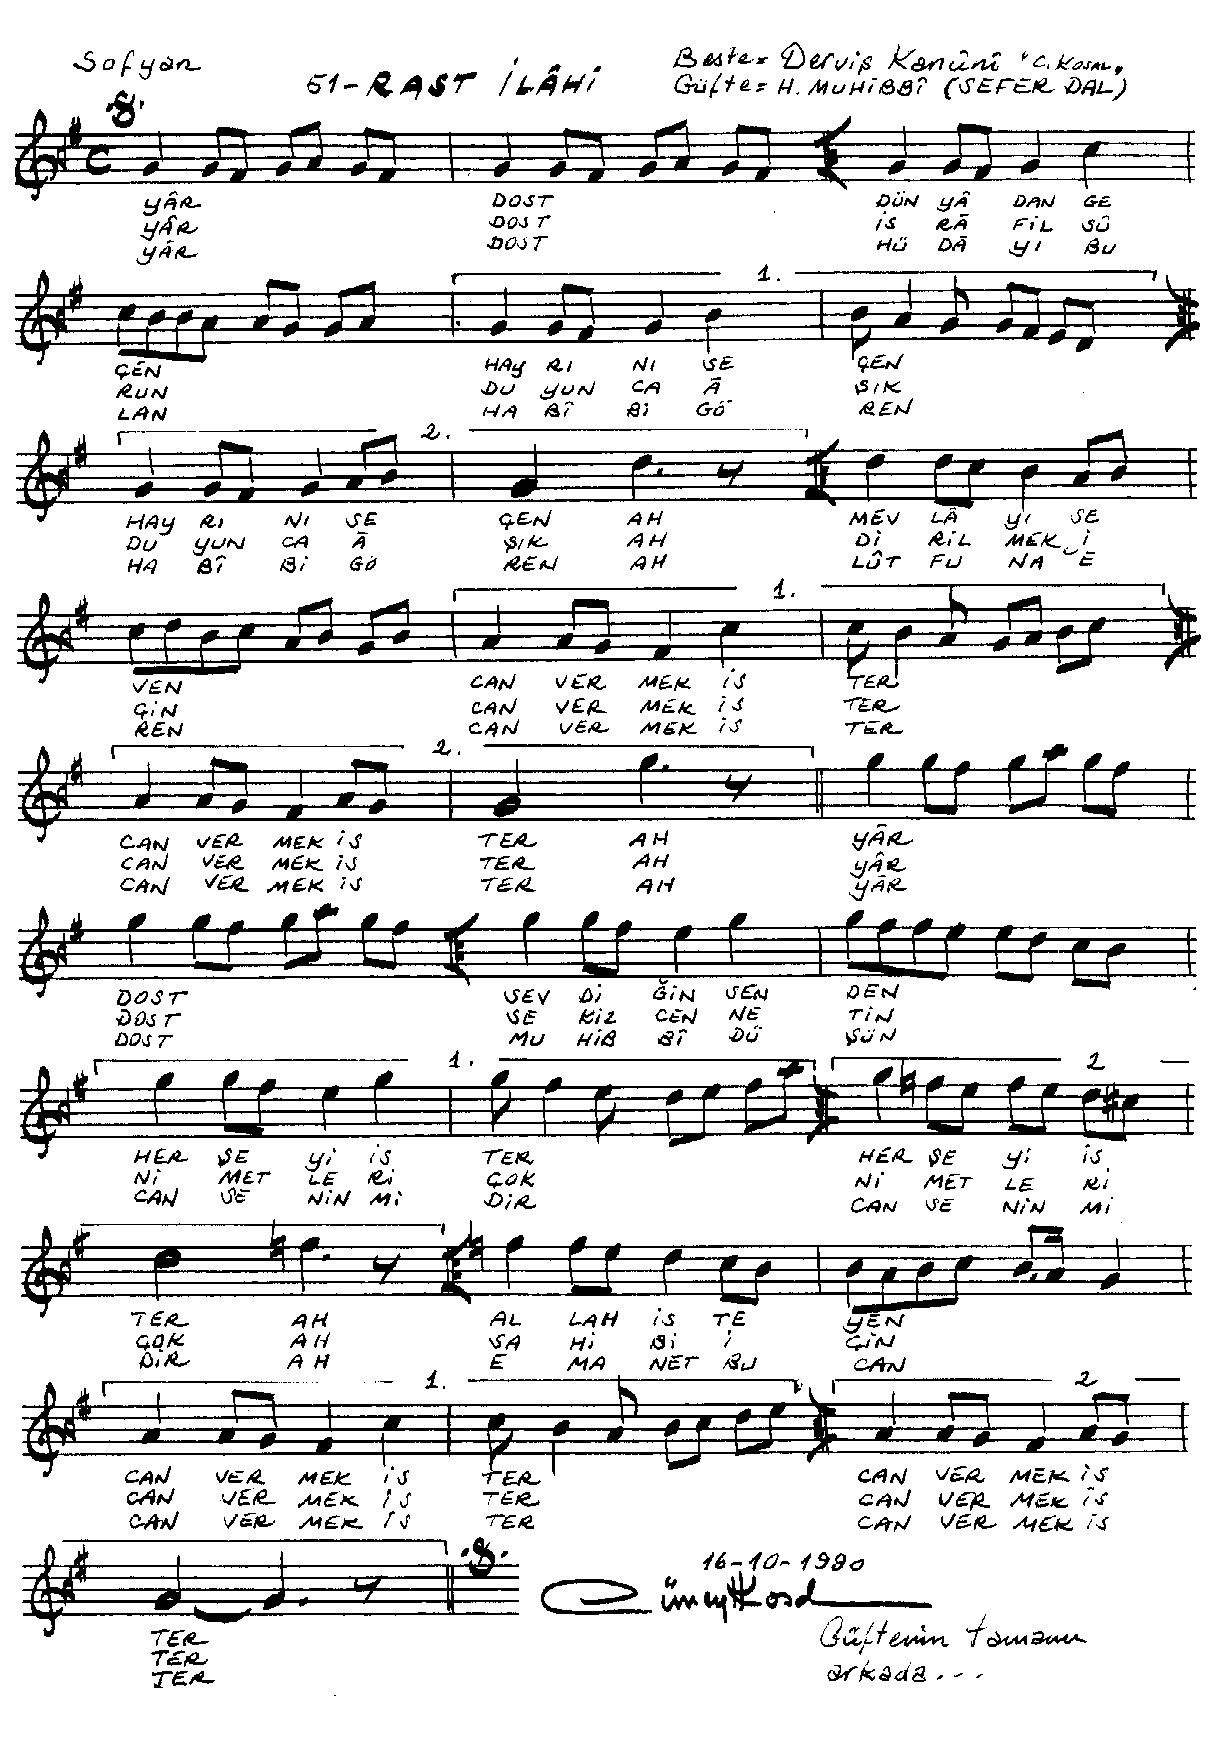 Sofyan
51-RAST İLÂHİ
Beste= Derviş Kanûnî "C. Kosal"
Güfte= H. MUHİBBÎ (SEFER DAL)
YÂR DOST DÜN YÂ DAN GE
YÂR DOST İS RÂ FİL SÛ
YÂR DOST HÜ DÂ YI BU
ÇEN HAY RI NI SE ÇEN
RUN DU YUN CA Â ŞIK
LAN HA BÎ Bİ GÖ REN
1.
HAY RI NI SE ÇEN AH MEV LÂ YI SE
DU YUN CA Â ŞIK AH Dİ RİL MEK İ
HA BÎ Bİ GÖ REN AH LÛT FU NA E
2.
VEN CAN VER MEK İS TER
ÇİN CAN VER MEK İS TER
REN CAN VER MEK İS TER
1.
CAN VER MEK İS TER AH YÂR
CAN VER MEK İS TER AH YÂR
CAN VER MEK İS TER AH YÂR
2.
DOST SEV Dİ ĞİN SEN DEN
DOST SE KİZ CEN NE TİN
DOST MU HİB BÎ DÜ ŞÜN
1. 2
HER ŞE Yİ İS TER HER ŞE Yİ İS
Nİ MET LE Rİ ÇOK Nİ MET LE Rİ
CAN SE NİN Mİ DİR CAN SE NİN Mİ
TER AH AL LAH İS TE YEN
ÇOK AH SA Hİ Bİ İ ÇİN
DİR AH E MA NET BU CAN
1. 2
CAN VER MEK İS TER CAN VER MEK İS
CAN VER MEK İS TER CAN VER MEK İS
CAN VER MEK İS TER CAN VER MEK İS
TER
TER
TER
16-10-1980
Cüneyt Kosal
Güftenin tamamı
arkada...